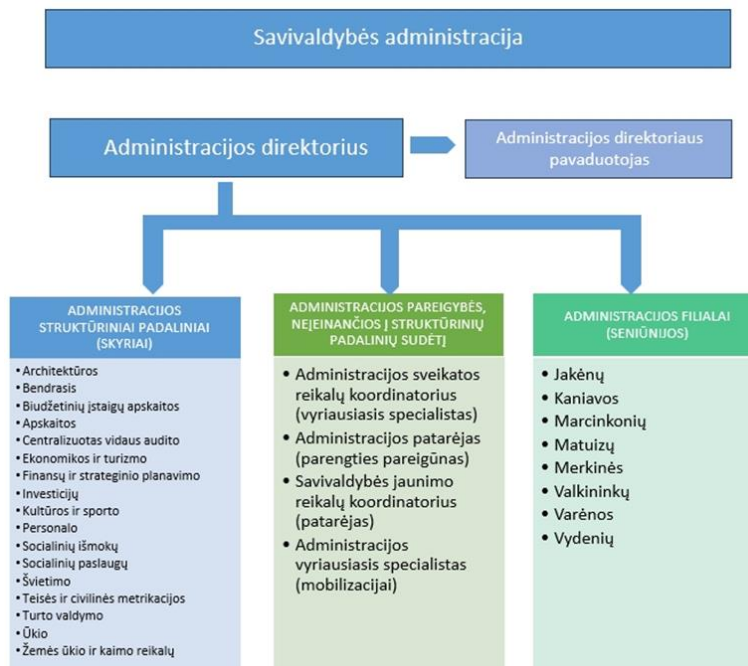 Savivaldybės administracija
Administracijos direktorius
Administracijos direktoriaus
pavaduotojas
ADMINISTRACIJOS
STRUKTŪRINIAI PADALINIAI
(SKYRIAI)
• Architektūros
• Bendrasis
• Biudžetinių įstaigų apskaitos
• Apskaitos
• Centralizuotas vidaus audito
• Ekonomikos ir turizmo
• Finansų ir strateginio planavimo
• Investicijų
• Kultūros ir sporto
• Personalo
• Socialinių išmokų
• Socialinių paslaugų
• Švietimo
• Teisės ir civilinės metrikacijos
• Turto valdymo
• Ūkio
• Žemės ūkio ir kaimo reikalų
ADMINISTRACIJOS PAREIGYBĖS,
NEĮEINANČIOS Į STRUKTŪRINIŲ
PADALINIŲ SUDĖTĮ
• Administracijos sveikatos
reikalų koordinatorius
(vyriausiasis specialistas)
• Administracijos patarėjas
(parengties pareigūnas)
• Savivaldybės jaunimo
reikalų koordinatorius
(patarėjas)
• Administracijos
vyriausiasis specialistas
(mobilizacijai)
ADMINISTRACIJOS FILIALAI
(SENIŪNIJOS)
• Jakėnų
• Kaniavos
• Marcinkonių
• Matuizų
• Merkinės
• Valkininkų
• Varėnos
• Vydenių